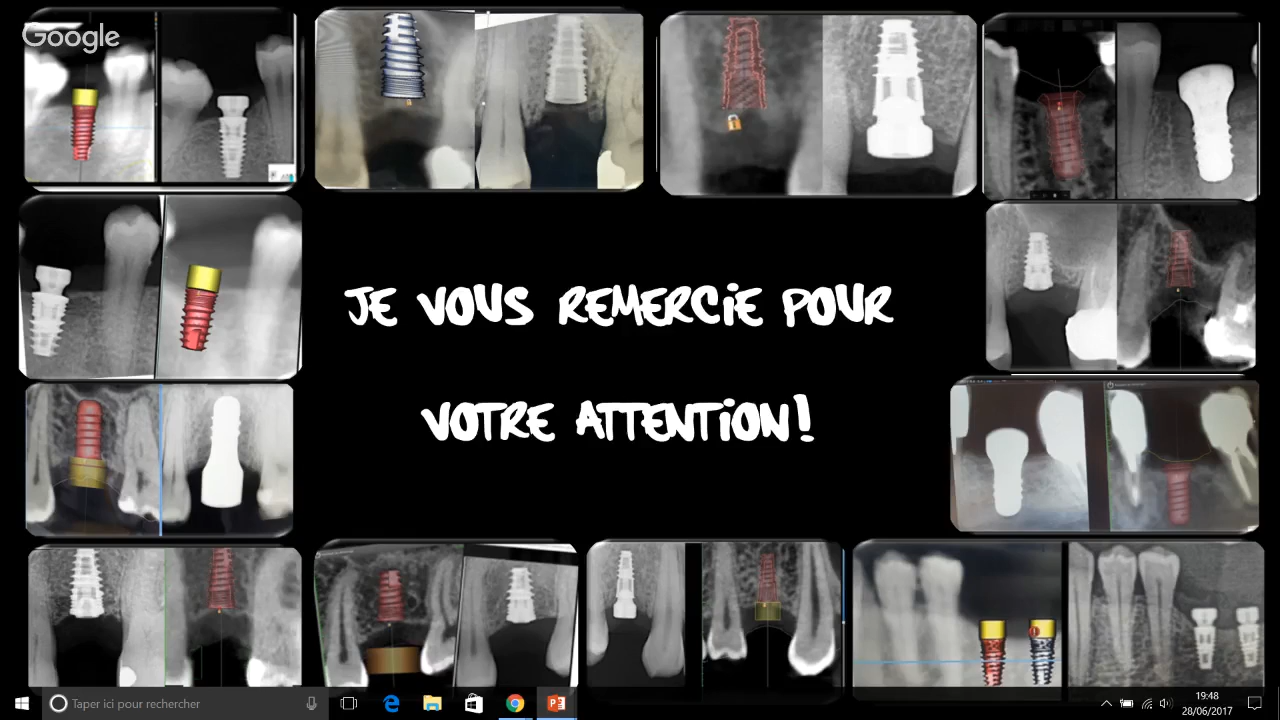 Google
JE VOUS REMERCIE POUR
VOTRE ATTENTION!
Taper ici pour rechercher
19:48
28/06/2017